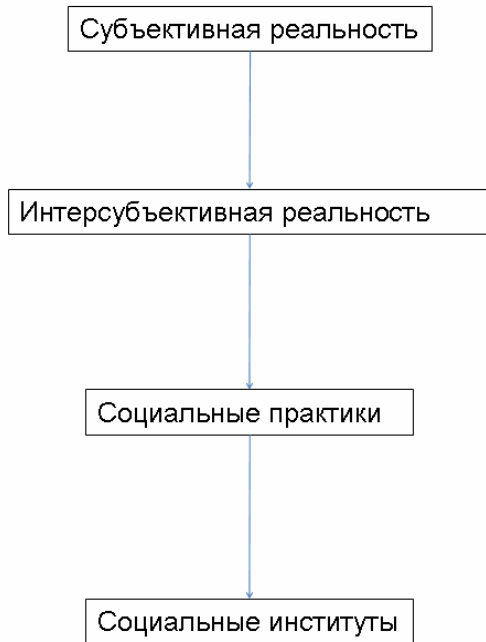 Субъективная реальность
Интерсубъективная реальность
Социальные практики
Социальные институты